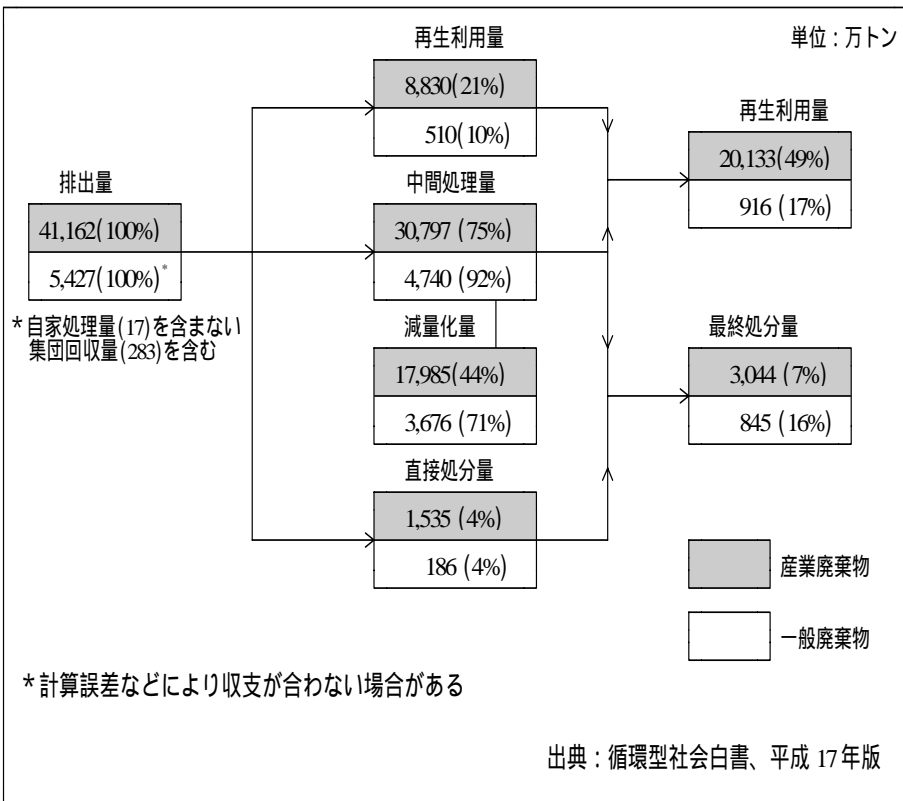 単位：万トン
再生利用量
8,830(21%)
510(10%)
再生利用量
20,133(49%)
916 (17%)
排出量
41,162(100%)
5,427(100%)*
*自家処理量(17)を含まない
集団回収量(283)を含む
中間処理量
30,797 (75%)
4,740 (92%)
減量化量
17,985(44%)
3,676 (71%)
最終処分量
3,044 (7%)
845 (16%)
直接処分量
1,535 (4%)
186 (4%)
産業廃棄物
一般廃棄物
*計算誤差などにより収支が合わない場合がある
出典：循環型社会白書、平成 17年版